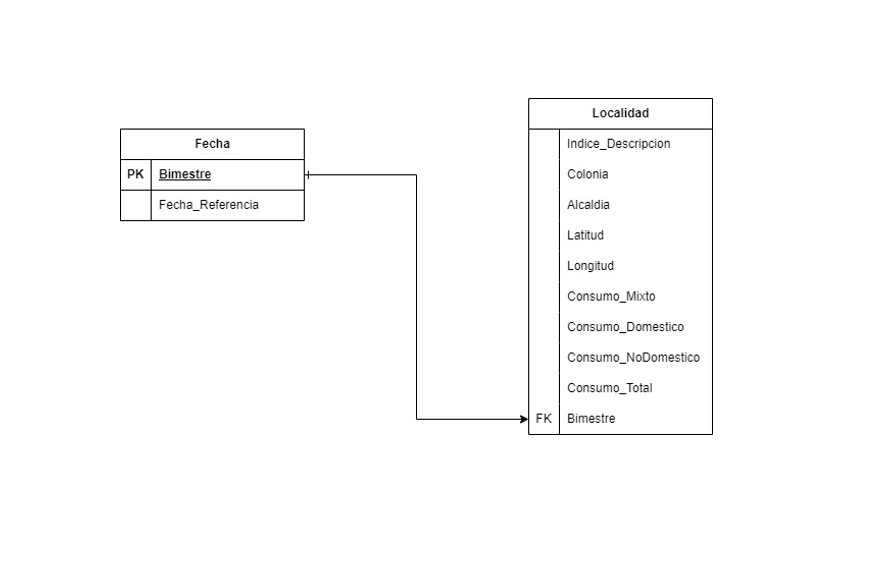 Fecha
PK Bimestre
Fecha_Referencia
Localidad
Indice_Descripcion
Colonia
Alcaldia
Latitud
Longitud
Consumo_Mixto
Consumo_Domestico
Consumo_NoDomestico
Consumo_Total
FK Bimestre